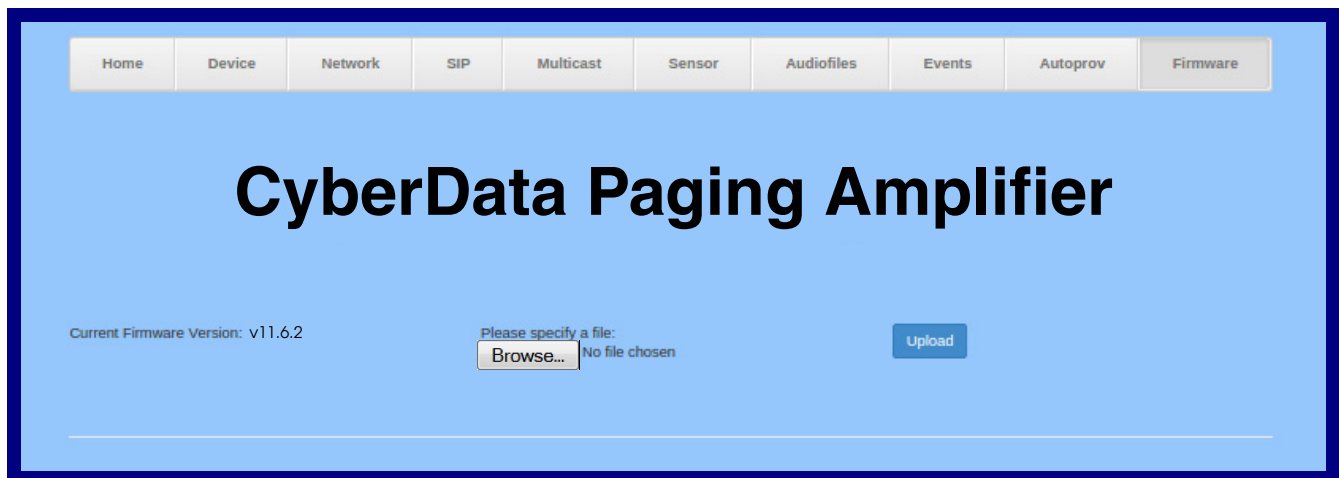 Home Device Network SIP Multicast Sensor Audiofiles Events Autoprov Firmware
CyberData Paging Amplifier
Current Firmware Version: v11.6.2
Please specify a file:
Browse... No file chosen
Upload